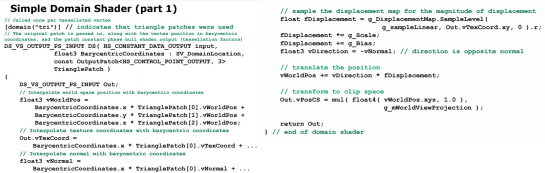 Simple Domain Shader (part 1)
// Called once per tessellated vertex
[domain("tri")] // indicates that triangle patches were used
// The original patch is passed in, along with the vertex position in barycentric
coordinates, and the patch constant phase hull shader output (tessellation factors)
DS_VS_OUTPUT_PS_INPUT DS( HS_CONSTANT_DATA_OUTPUT input,
float3 BarycentricCoordinates : SV_DomainLocation,
const OutputPatch<HS_CONTROL_POINT_OUTPUT, 3>
TrianglePatch )
{
DS_VS_OUTPUT_PS_INPUT Out;
// Interpolate world space position with barycentric coordinates
float3 vWorldPos =
BarycentricCoordinates.x * TrianglePatch[0].vWorldPos +
BarycentricCoordinates.y * TrianglePatch[1].vWorldPos +
BarycentricCoordinates.z * TrianglePatch[2].vWorldPos;
// Interpolate texture coordinates with barycentric coordinates
Out.vTexCoord =
BarycentricCoordinates.x * TrianglePatch[0].vTexCoord + ...
// Interpolate normal with barycentric coordinates
float3 vNormal =
BarycentricCoordinates.x * TrianglePatch[0].vNormal + ...
// sample the displacement map for the magnitude of displacement
float fDisplacement = g_DisplacementMap.SampleLevel(
g_sampleLinear, Out.vTexCoord.xy, 0 ).r;
fDisplacement *= g_Scale;
fDisplacement += g_Bias;
float3 vDirection = -vNormal; // direction is opposite normal
// translate the position
vWorldPos += vDirection * fDisplacement;
// transform to clip space
Out.vPosCS = mul( float4( vWorldPos.xyz, 1.0 ),
g_mWorldViewProjection );
return Out;
} // end of domain shader